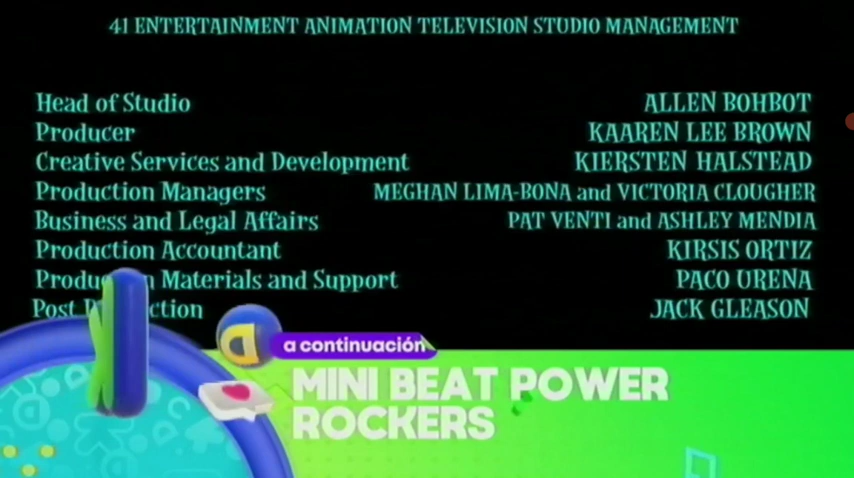 41 ENTERTAINMENT ANIMATION TELEVISION STUDIO MANAGEMENT
Head of Studio ALLEN BOHBOT
Producer KAAREN LEE BROWN
Creative Services and Development KIERSTEN HALSTEAD
Production Managers MEGHAN LIMA-BONA and VICTORIA CLOUGHER
Business and Legal Affairs PAT VENTI and ASHLEY MENDIA
Production Accountant KIRSIS ORTIZ
Materials and Support PACO URENA
Post JACK GLEASON
a continuación
MINI BEAT POWER
ROCKERS